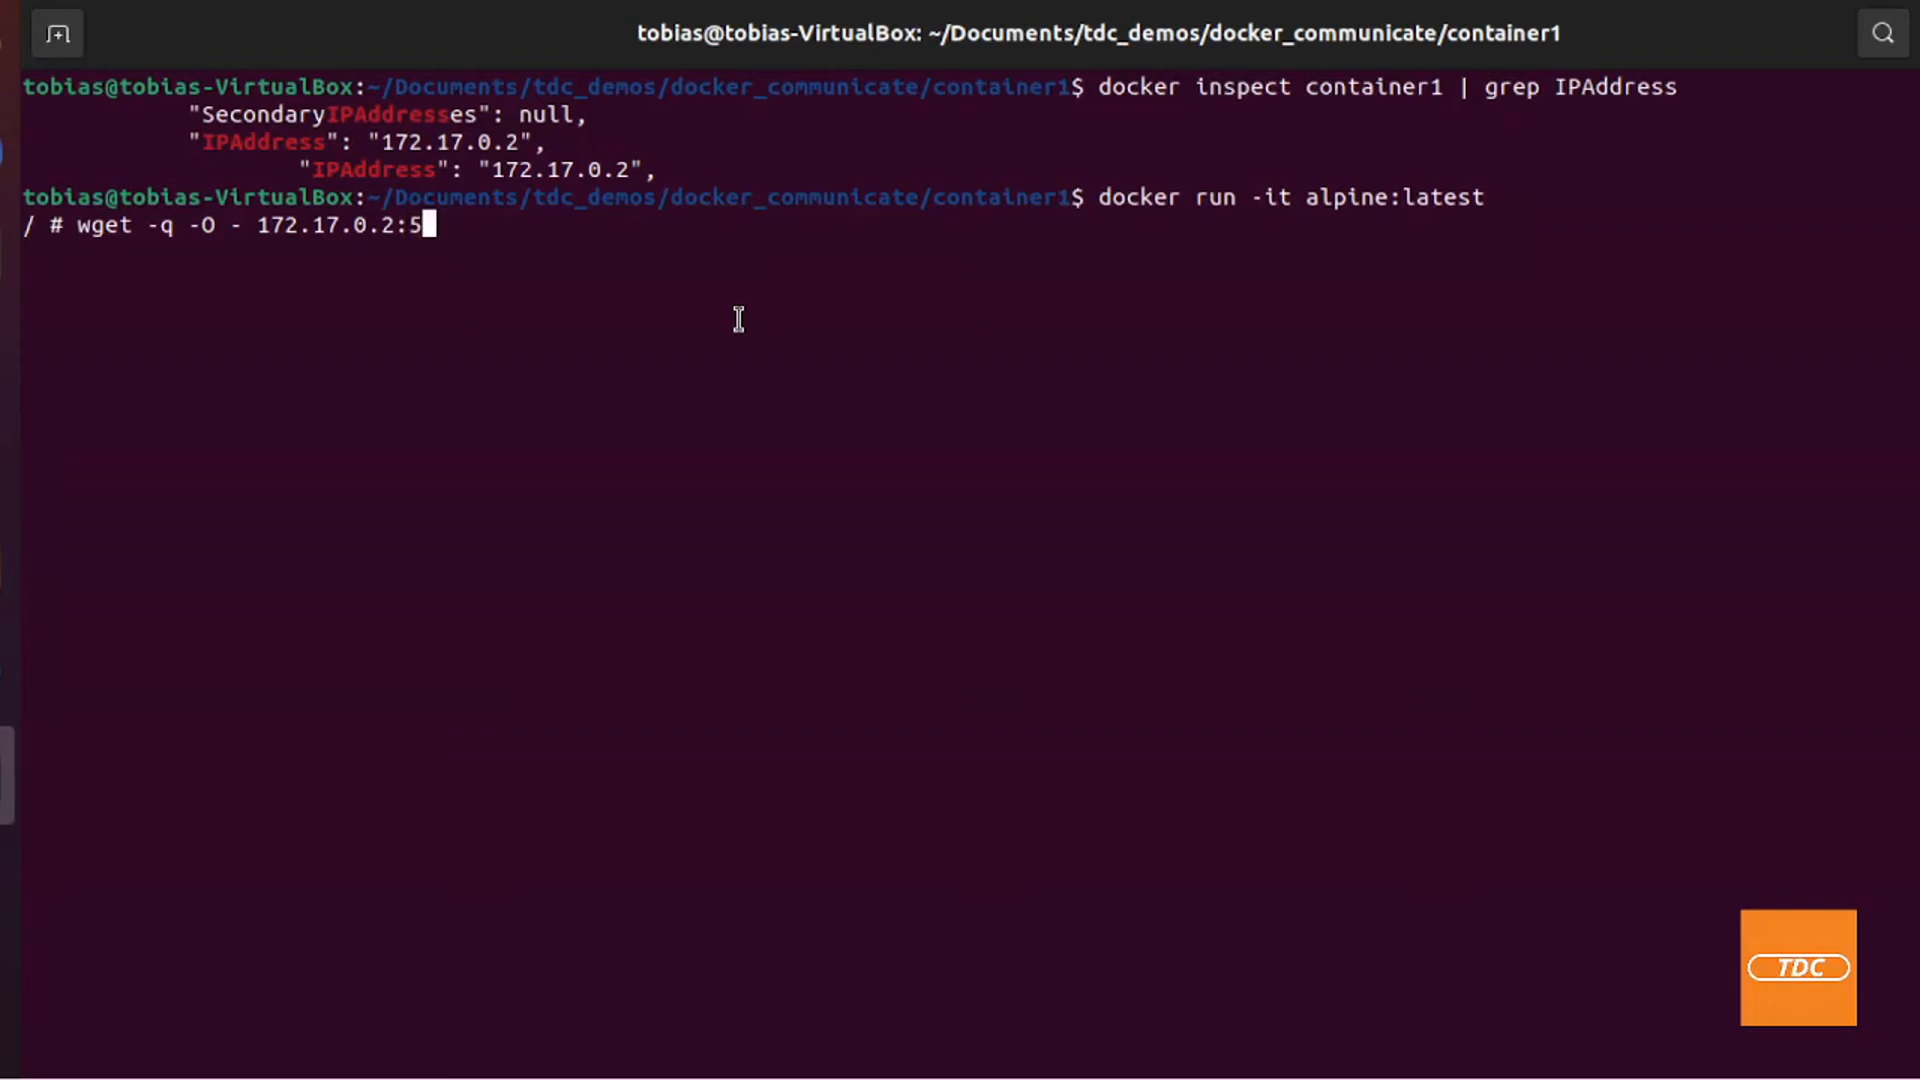 tobias@tobias-VirtualBox: ~/Documents/tdc_demos/docker_communicate/container1
tobias@tobias-VirtualBox:~/Documents/tdc_demos/docker_communicate/container1$ docker inspect container1 | grep IPAddress
"SecondaryIPAddresses": null,
"IPAddress": "172.17.0.2",
"IPAddress": "172.17.0.2",
tobias@tobias-VirtualBox:~/Documents/tdc_demos/docker_communicate/container1$ docker run -it alpine:latest
/ # wget -q -O - 172.17.0.2:5
TDC